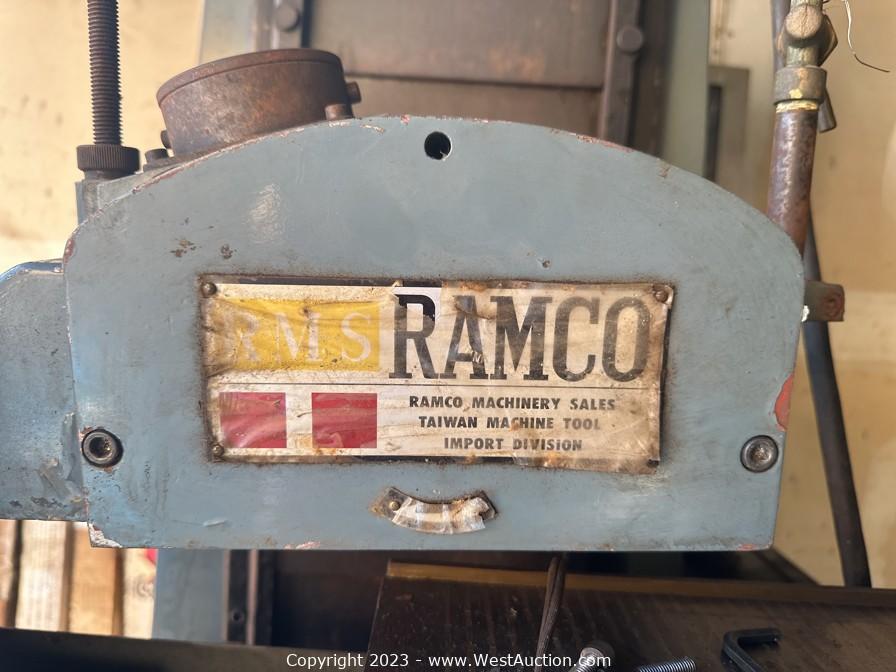 RMS RAMCO
RAMCO MACHINERY SALES
TAIWAN MACHINE TOOL
IMPORT DIVISION
Copyright 2023 - www.WestAuction.com